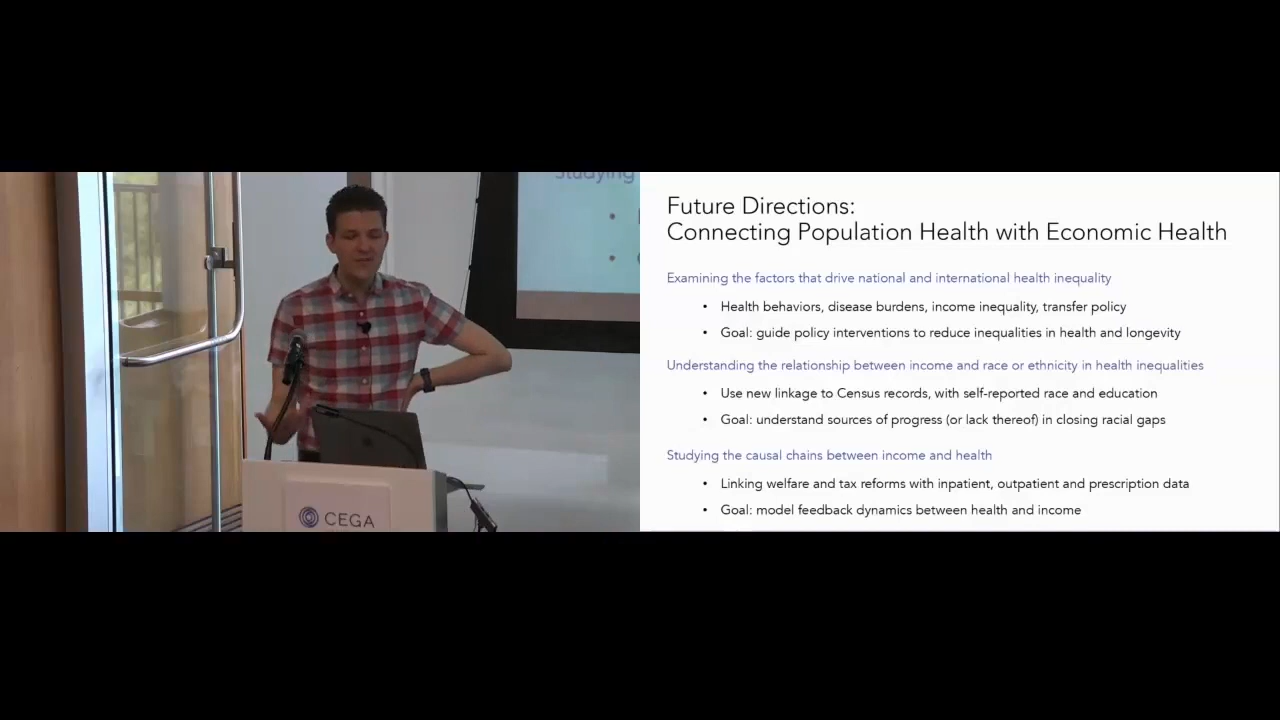 Studying
CEGA
Future Directions:
Connecting Population Health with Economic Health
Examining the factors that drive national and international health inequality
• Health behaviors, disease burdens, income inequality, transfer policy
• Goal: guide policy interventions to reduce inequalities in health and longevity
Understanding the relationship between income and race or ethnicity in health inequalities
• Use new linkage to Census records, with self-reported race and education
• Goal: understand sources of progress (or lack thereof) in closing racial gaps
Studying the causal chains between income and health
• Linking welfare and tax reforms with inpatient, outpatient and prescription data
• Goal: model feedback dynamics between health and income